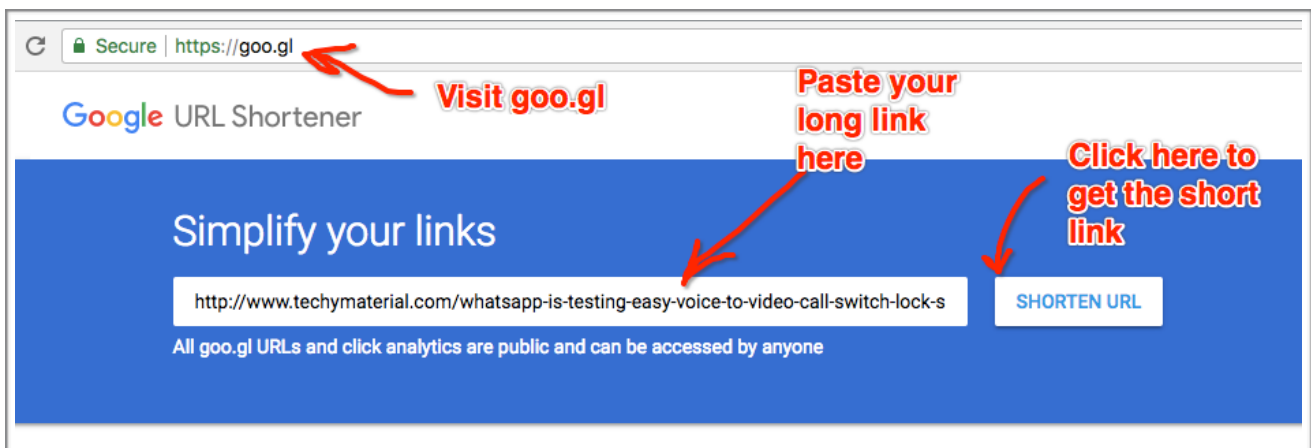 Secure | https://goo.gl
Visit goo.gl
Google URL Shortener
Paste your
long link
here
Click here to
get the short
link
Simplify your links
http://www.techymaterial.com/whatsapp-is-testing-easy-voice-to-video-call-switch-lock-s
SHORTEN URL
All goo.gl URLs and click analytics are public and can be accessed by anyone